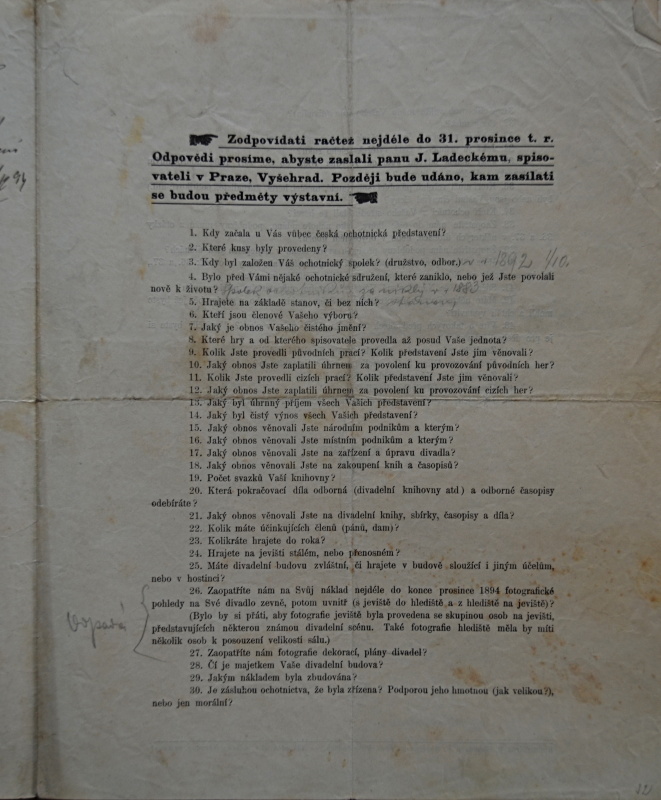 Zodpovídati račtež nejdéle do 31. prosince t. r.
Odpovědi prosíme, abyste zaslali panu J. Ladeckému, spiso-
vateli v Praze, Vyšehrad. Později bude udáno, kam zasílati
se budou předměty výstavní.
1. Kdy začala u Vás vůbec česká ochotnická představení?
2. Které kusy byly provedeny?
3. Kdy byl založen Váš ochotnický spolek? (družstvo, odbor.) 1892 1/10.
4. Bylo před Vámi nějaké ochotnické sdružení, které zaniklo, nebo jež Jste povolali
nově k životu?
5. Hrajete na základě stanov, či bez nich?
6. Kteří jsou členové Vašeho výboru?
7. Jaký je obnos Vašeho čistého jmění?
8. Které hry a od kterého spisovatele provedla až posud Vaše jednota?
9. Kolik Jste provedli původních prací? Kolik představení Jste jim věnovali?
10. Jaký obnos Jste zaplatili úhrnem za povolení ku provozování původních her?
11. Kolik Jste provedli cizích prací? Kolik představení Jste jim věnovali?
12. Jaký obnos Jste zaplatili úhrnem za povolení ku provozování cizích her?
13. Jaký byl úhrnný příjem všech Vašich představení?
14. Jaký byl čistý výnos všech Vašich představení?
15. Jaký obnos věnovali Jste národním podnikům a kterým?
16. Jaký obnos věnovali Jste místním podnikům a kterým?
17. Jaký obnos věnovali Jste na zařízení a úpravu divadla?
18. Jaký obnos věnovali Jste na zakoupení knih a časopisů?
19. Počet svazků Vaší knihovny?
20. Která pokračovací díla odborná (divadelní knihovny atd) a odborné časopisy
odebíráte?
21. Jaký obnos věnovali Jste na divadelní knihy, sbírky, časopisy a díla?
22. Kolik máte účinkujících členů (pánů, dam)?
23. Kolikráte hrajete do roka?
24. Hrajete na jevišti stálém, nebo přenosném?
25. Máte divadelní budovu zvláštní, či hrajete v budově sloužící i jiným účelům,
nebo v hostinci?
26. Zaopatříte nám na Svůj náklad nejdéle do konce prosince 1894 fotografické
pohledy na Své divadlo zevně, potom uvnitř (s jeviště do hlediště a z hlediště na jeviště)?
(Bylo by si přáti, aby fotografie jeviště byla provedena se skupinou osob na jevišti,
představujících některou známou divadelní scénu. Také fotografie hlediště měla by míti
několik osob k posouzení velikosti sálu.)
Odpadá
27. Zaopatříte nám fotografie dekorací, plány divadel?
28. Čí je majetkem Vaše divadelní budova?
29. Jakým nákladem byla zbudována?
30. Je zásluhou ochotnictva, že byla zřízena? Podporou jeho hmotnou (jak velikou?),
nebo jen morální?